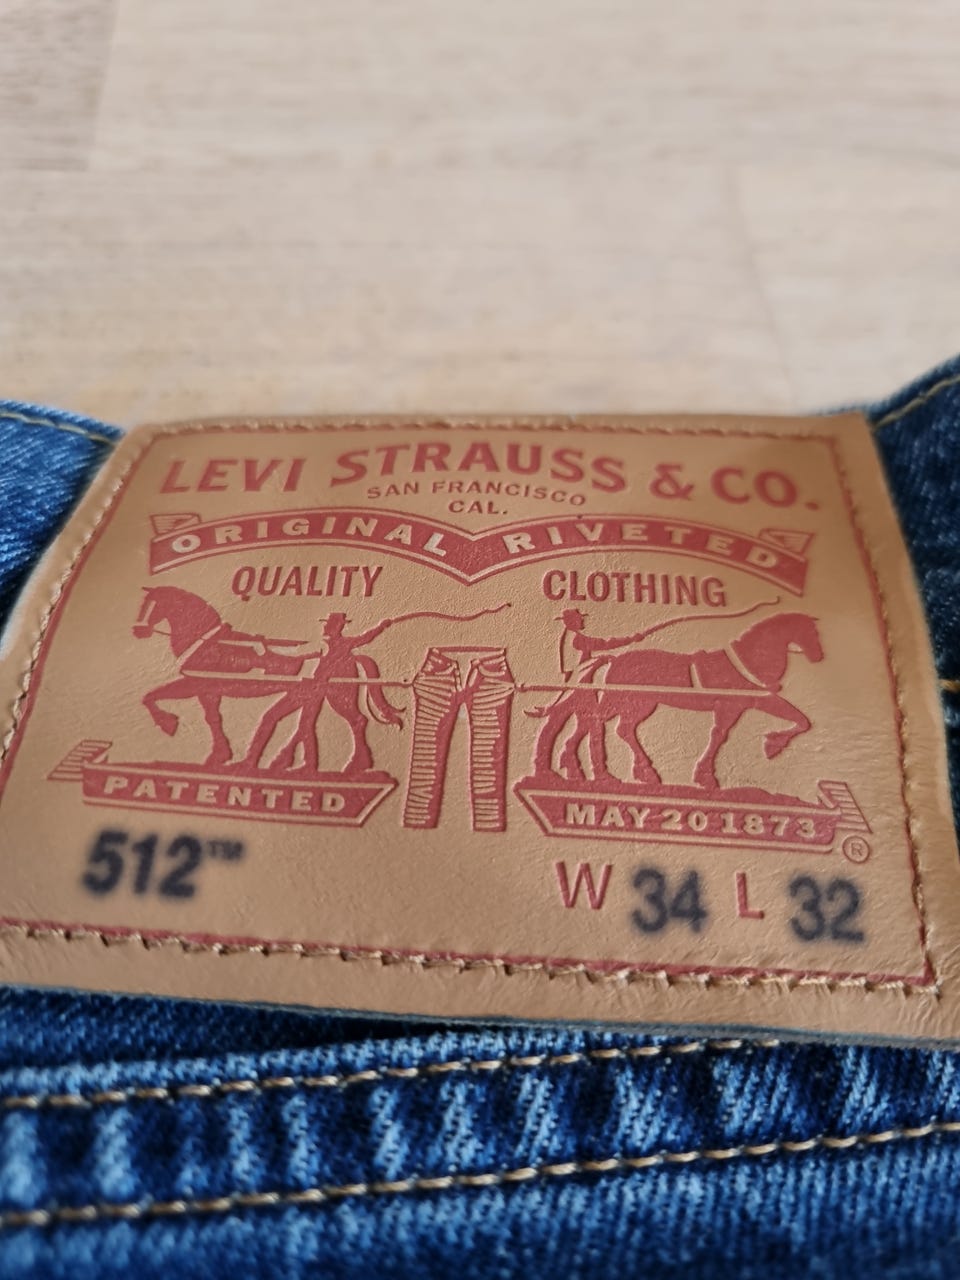 LEVI STRAUSS & CO.
SAN FRANCISCO
CAL.
ORIGINAL RIVETED
QUALITY CLOTHING
PATENTED MAY 20 1873 ®
512™ W 34 L 32